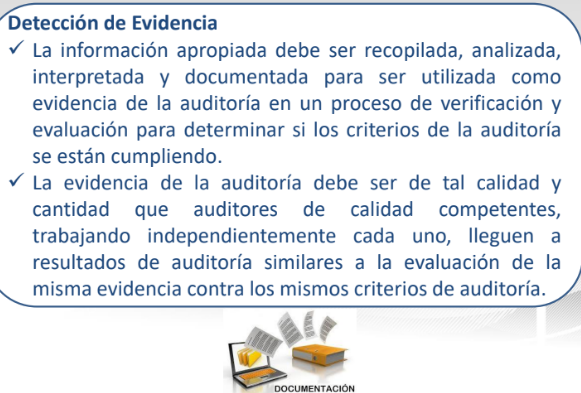 Detección de Evidencia
✓ La información apropiada debe ser recopilada, analizada,
interpretada y documentada para ser utilizada como
evidencia de la auditoría en un proceso de verificación y
evaluación para determinar si los criterios de la auditoría
se están cumpliendo.
✓ La evidencia de la auditoría debe ser de tal calidad y
cantidad que auditores de calidad competentes,
trabajando independientemente cada uno, lleguen a
resultados de auditoría similares a la evaluación de la
misma evidencia contra los mismos criterios de auditoría.
DOCUMENTACIÓN